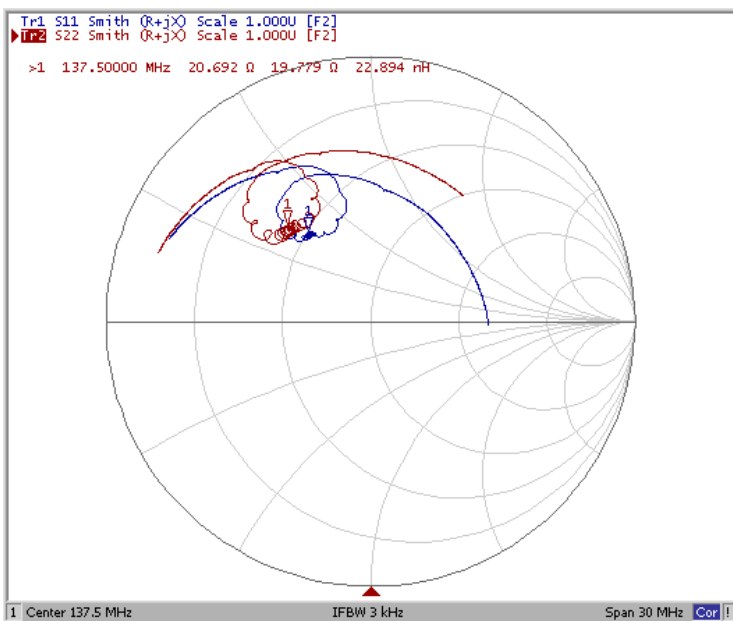 Tr1 S11 Smith (R+jX) Scale 1.000U [F2]
Tr2 S22 Smith (R+jX) Scale 1.000U [F2]
>1 137.50000 MHz 20.692 Ω 19.779 Ω 22.894 nH
1 1
1 Center 137.5 MHz IFBW 3 kHz Span 30 MHz Cor !